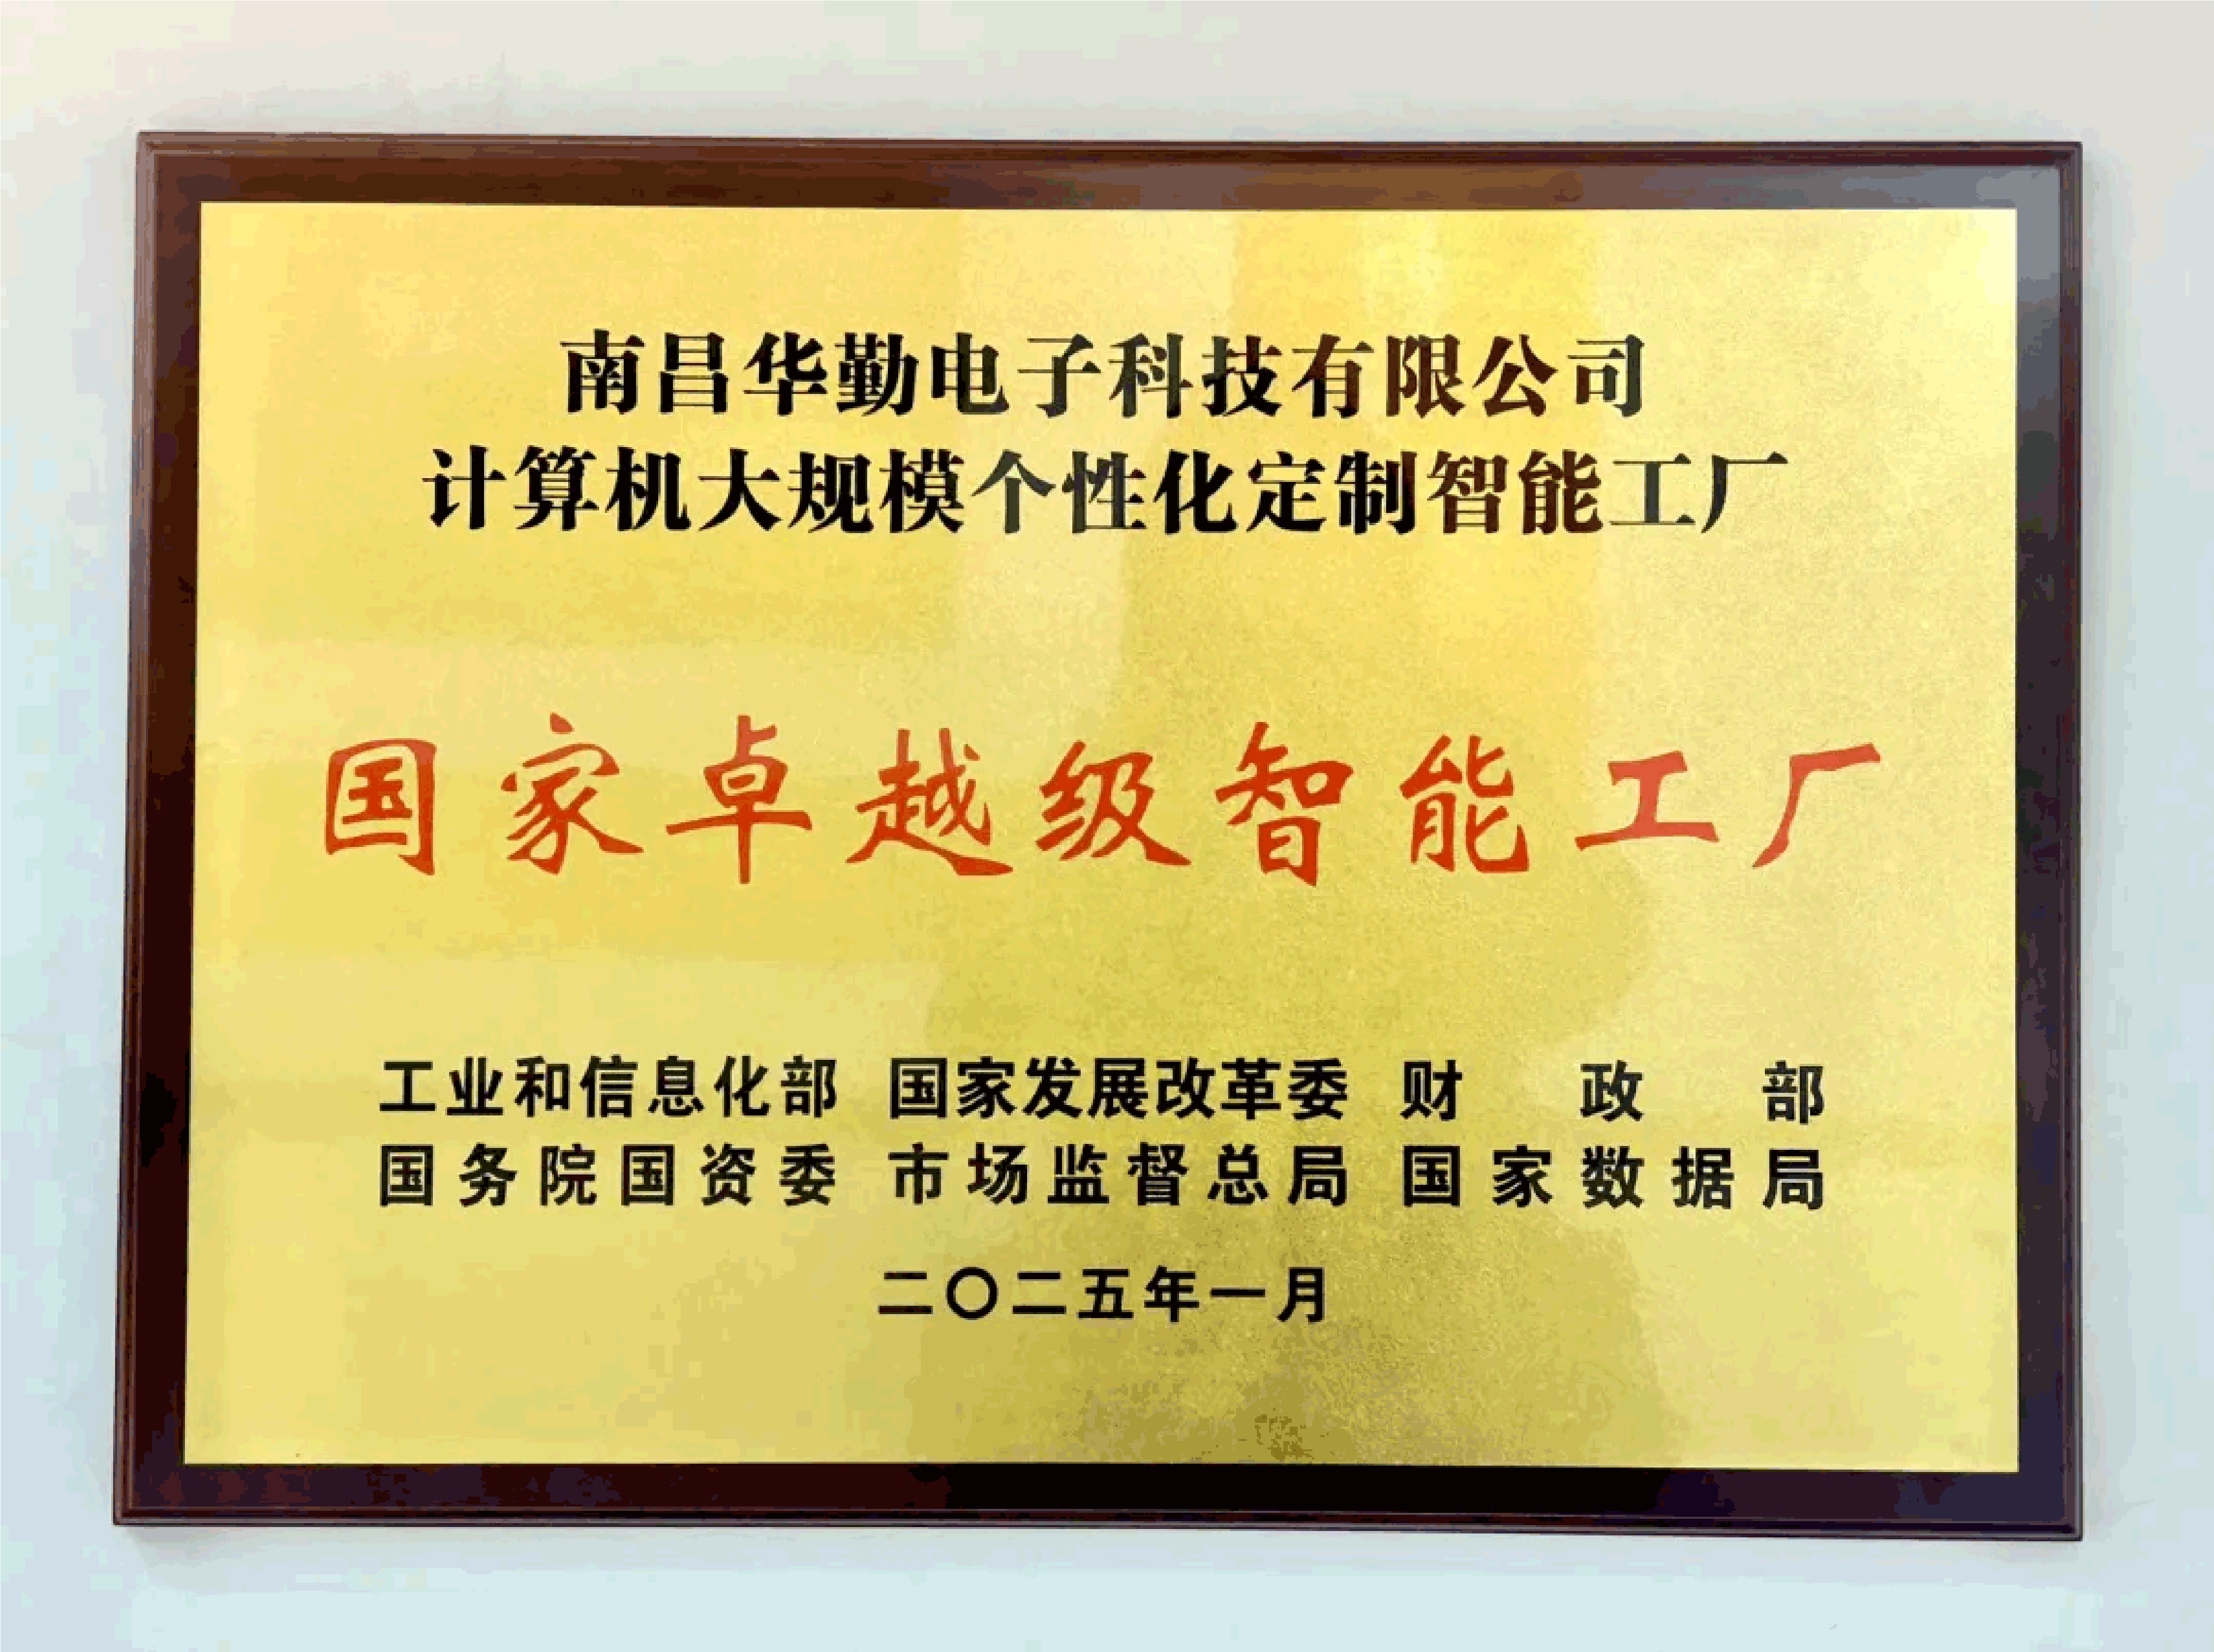 南昌华勤电子科技有限公司
计算机大规模个性化定制智能工厂
国家卓越级智能工厂
工业和信息化部 国家发展改革委 财政部
国务院国资委 市场监督总局 国家数据局
二〇二五年一月